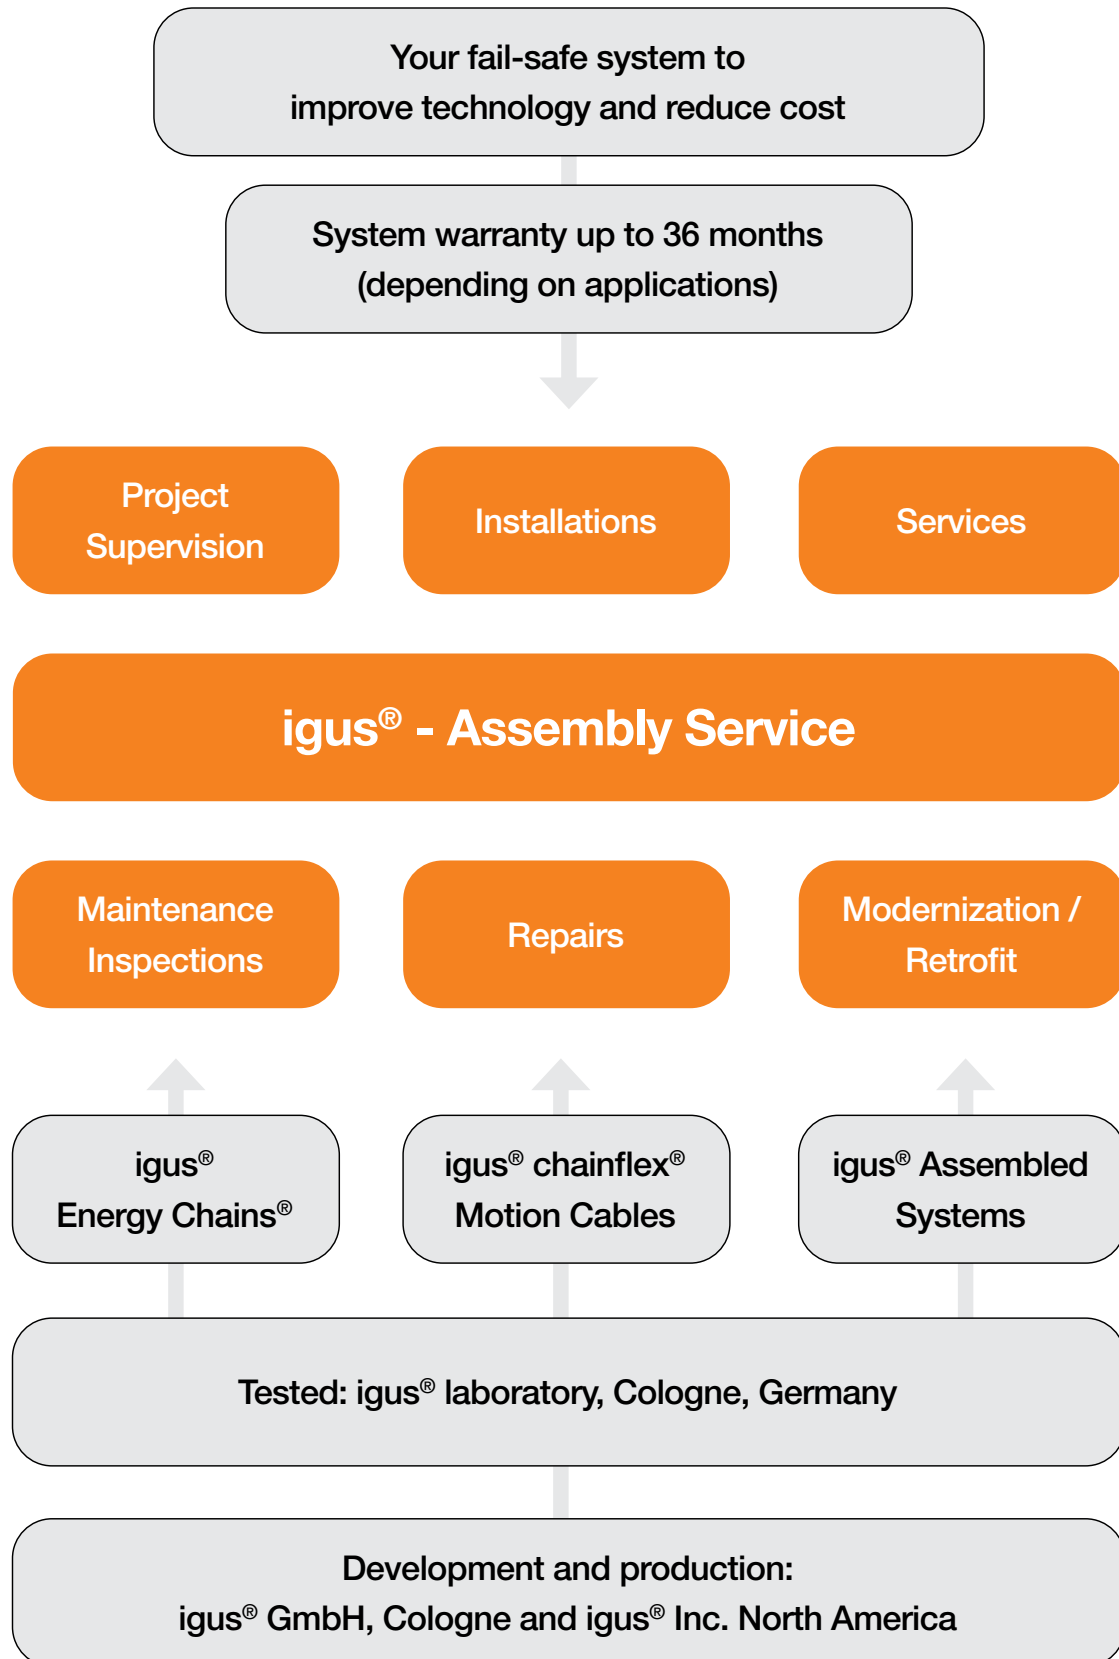 Your fail-safe system to
improve technology and reduce cost
System warranty up to 36 months
(depending on applications)
Project
Supervision
Installations
Services
igus® - Assembly Service
Maintenance
Inspections
Repairs
Modernization /
Retrofit
igus®
Energy Chains®
igus® chainflex®
Motion Cables
igus® Assembled
Systems
Tested: igus® laboratory, Cologne, Germany
Development and production:
igus® GmbH, Cologne and igus® Inc. North America